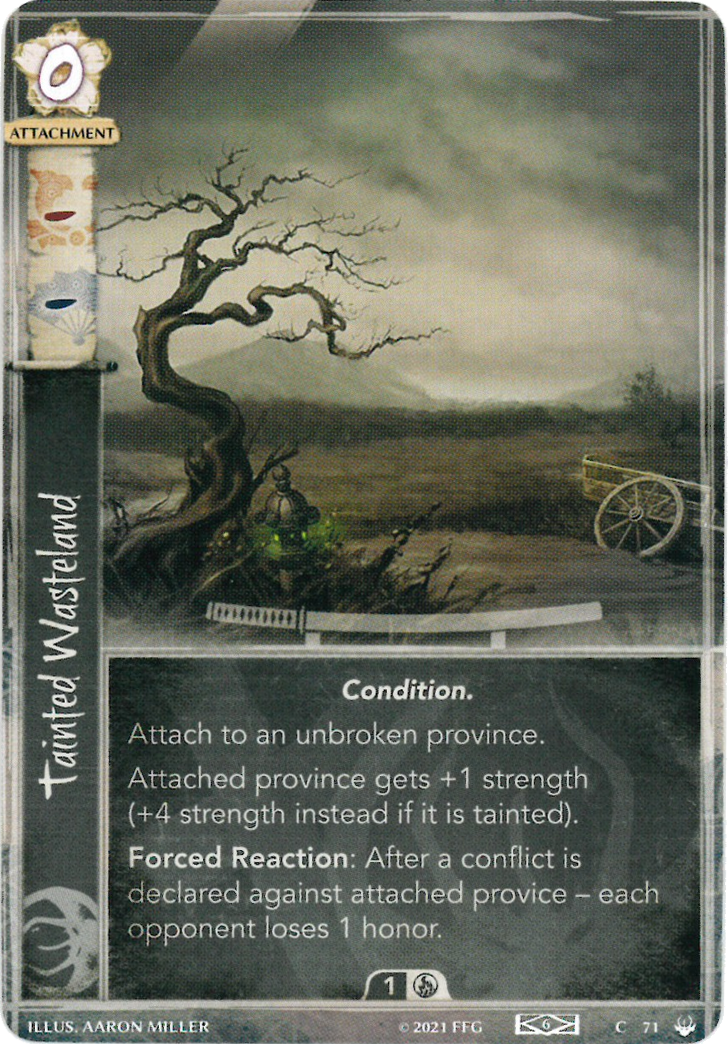 0
ATTACHMENT
Tainted Wasteland
Condition.
Attach to an unbroken province.
Attached province gets +1 strength
(+4 strength instead if it is tainted).
Forced Reaction: After a conflict is
declared against attached provice – each
opponent loses 1 honor.
1
ILLUS. AARON MILLER
© 2021 FFG
6
C 71